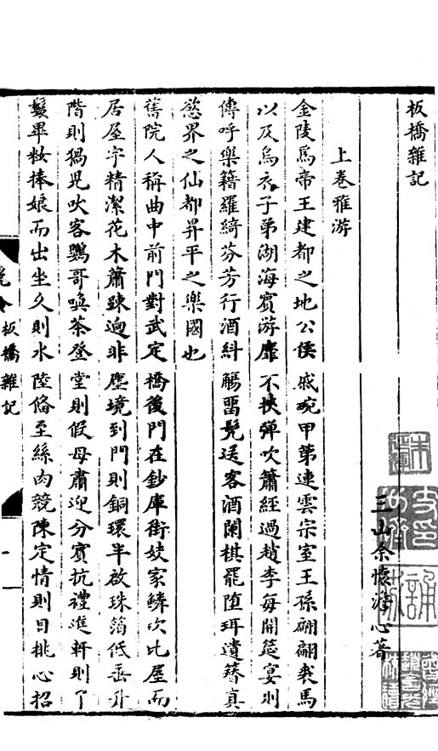 板橋雜記
三山余懷澹心著
上卷雅游
金陵爲帝王建都之地公侯戚畹甲第連雲宗室王孫翩翩裘馬
以及烏衣子弟湖海賓游靡不挾彈吹簫經過趙李每開筵宴則
傳呼樂籍羅綺芬芳行酒糾觴畱髡送客酒闌棋罷墮珥遺簪真
慾界之仙都昇平之樂國也
舊院人稱曲中前門對武定橋後門在鈔庫街妓家鱗次比屋而
居屋宇精潔花木蕭疎逈非塵境到門則銅環半啟珠箔低垂升
階則猧児吠客鸚哥喚茶登堂則假母肅迎分賓抗禮進軒則丫
鬟畢妝捧娘而出坐久則水陸備至絲肉競陳定情則目挑心招
板橋雜記
一